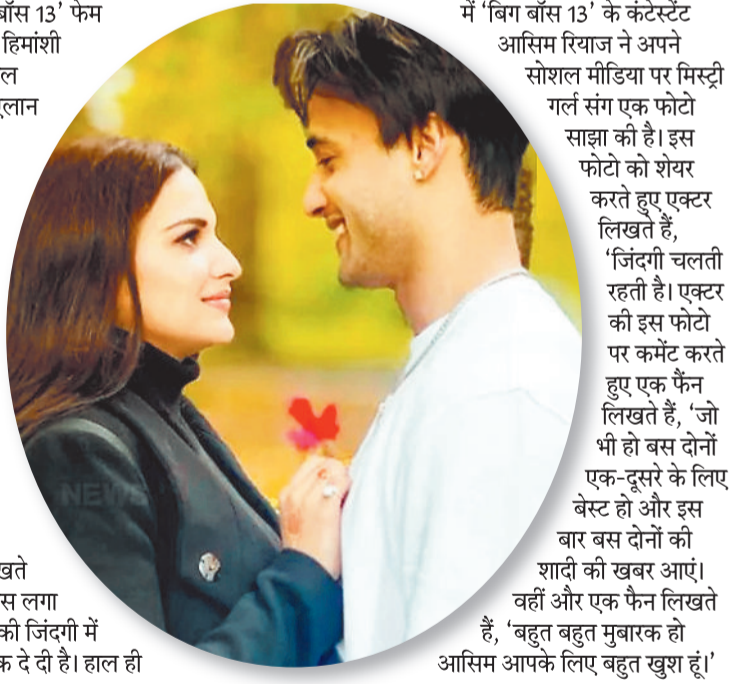 बॉस 13’ फेम
हिमांशी
ल
लान
खते
स लगा
की जिंदगी में
क दे दी है। हाल ही
में ‘बिग बॉस 13’ के कंटेस्टेंट
आसिम रियाज ने अपने
सोशल मीडिया पर मिस्ट्री
गर्ल संग एक फोटो
साझा की है। इस
फोटो को शेयर
करते हुए एक्टर
लिखते हैं,
‘जिंदगी चलती
रहती है। एक्टर
की इस फोटो
पर कमेंट करते
हुए एक फैंन
लिखते हैं, ‘जो
भी हो बस दोनों
एक-दूसरे के लिए
बेस्ट हो और इस
बार बस दोनों की
शादी की खबर आएं।
वहीं और एक फैन लिखते
हैं, ‘बहुत बहुत मुबारक हो
आसिम आपके लिए बहुत खुश हूं।’
NEWS